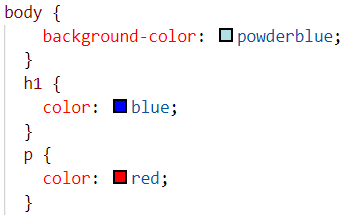 body {
background-color: powderblue;
}
h1 {
color: blue;
}
p {
color: red;
}